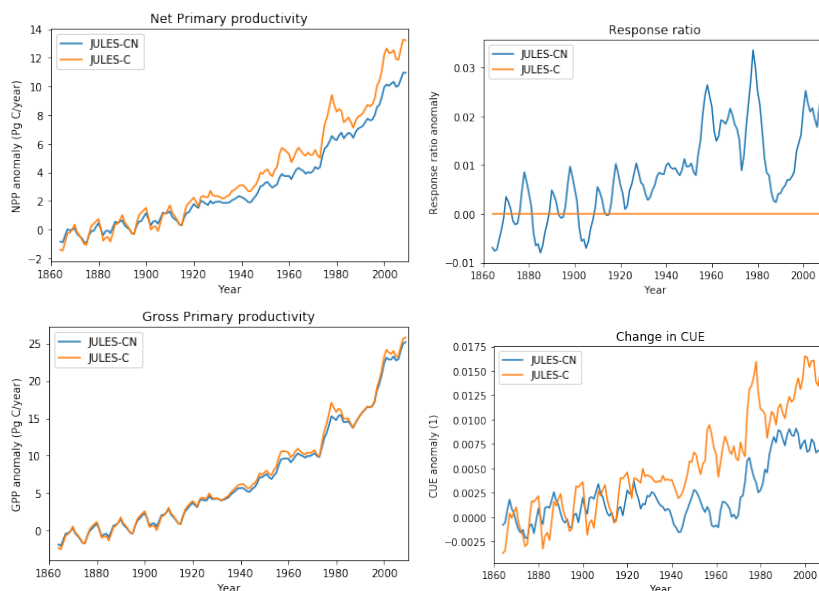 Net Primary productivity
14
12
10
8
6
4
2
0
−2
NPP anomaly (Pg C/year)
JULES-CN
JULES-C
1860 1880 1900 1920 1940 1960 1980 2000
Year
Response ratio
0.03
0.02
0.01
0.00
−0.01
Response ratio anomaly
JULES-CN
JULES-C
1860 1880 1900 1920 1940 1960 1980 2000
Year
Gross Primary productivity
25
20
15
10
5
0
GPP anomaly (Pg C/year)
JULES-CN
JULES-C
1860 1880 1900 1920 1940 1960 1980 2000
Year
Change in CUE
0.0175
0.0150
0.0125
0.0100
0.0075
0.0050
0.0025
0.0000
−0.0025
CUE anomaly (1)
JULES-CN
JULES-C
1860 1880 1900 1920 1940 1960 1980 2000
Year